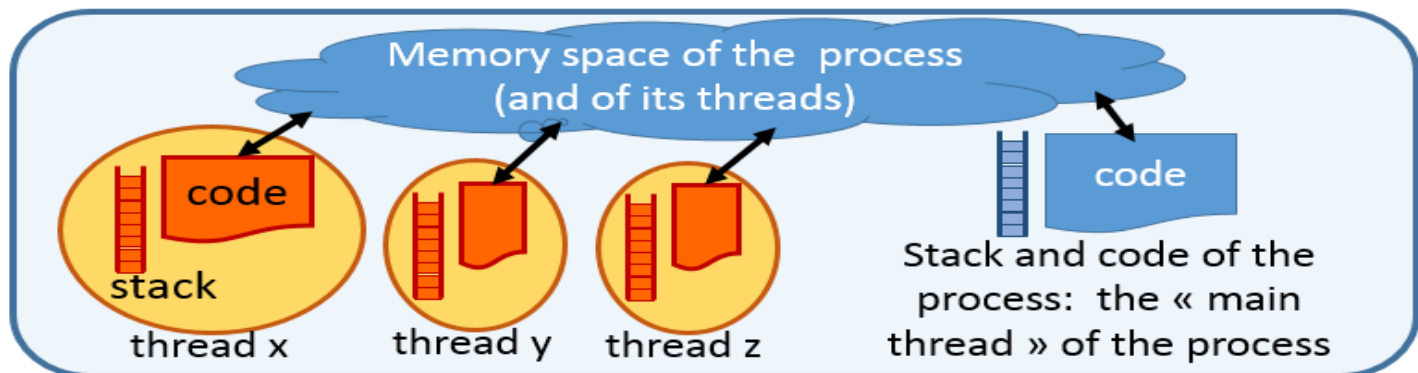 Memory space of the process
(and of its threads)
code
stack
thread x
thread y
thread z
code
Stack and code of the
process: the « main
thread » of the process